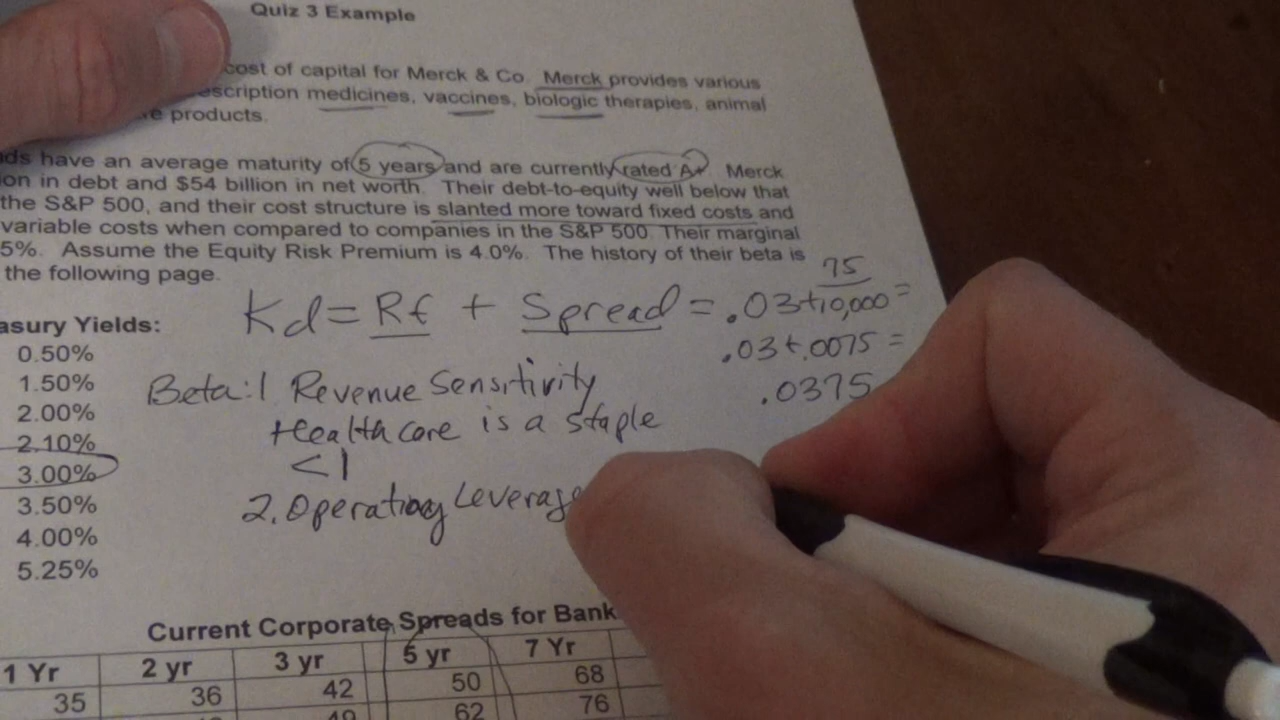 Quiz 3 Example
cost of capital for Merck & Co. Merck provides various
escription medicines, vaccines, biologic therapies, animal
e products.
ds have an average maturity of 5 years and are currently rated A+. Merck
on in debt and $54 billion in net worth. Their debt-to-equity well below that
the S&P 500, and their cost structure is slanted more toward fixed costs and
variable costs when compared to companies in the S&P 500. Their marginal
5%. Assume the Equity Risk Premium is 4.0%. The history of their beta is
the following page.
Kd = Rf + Spread = .03 + 75/10,000 =
.03 + .0075 =
.0375
asury Yields:
0.50%
1.50%
2.00%
2.10%
3.00%
3.50%
4.00%
5.25%
Beta: 1 Revenue Sensitivity
Healthcare is a staple
<1
2. Operating Leverage
Current Corporate Spreads for Bank
1 Yr 2 yr 3 yr 5 yr 7 Yr
35 36 42 50 68
62 76